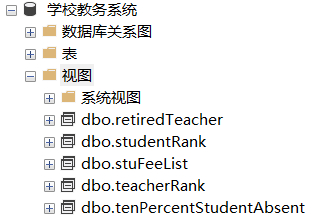 学校教务系统
数据库关系图
表
视图
系统视图
dbo.retiredTeacher
dbo.studentRank
dbo.stuFeeList
dbo.teacherRank
dbo.tenPercentStudentAbsent